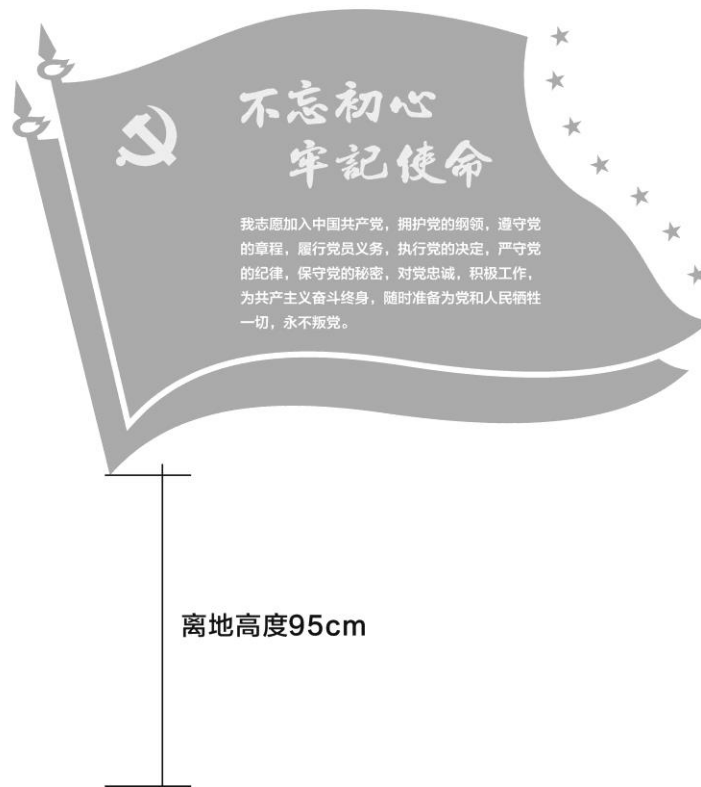 不忘初心
牢記使命
我志愿加入中国共产党，拥护党的纲领，遵守党
的章程，履行党员义务，执行党的决定，严守党
的纪律，保守党的秘密，对党忠诚，积极工作，
为共产主义奋斗终身，随时准备为党和人民牺牲
一切，永不叛党。
离地高度95cm